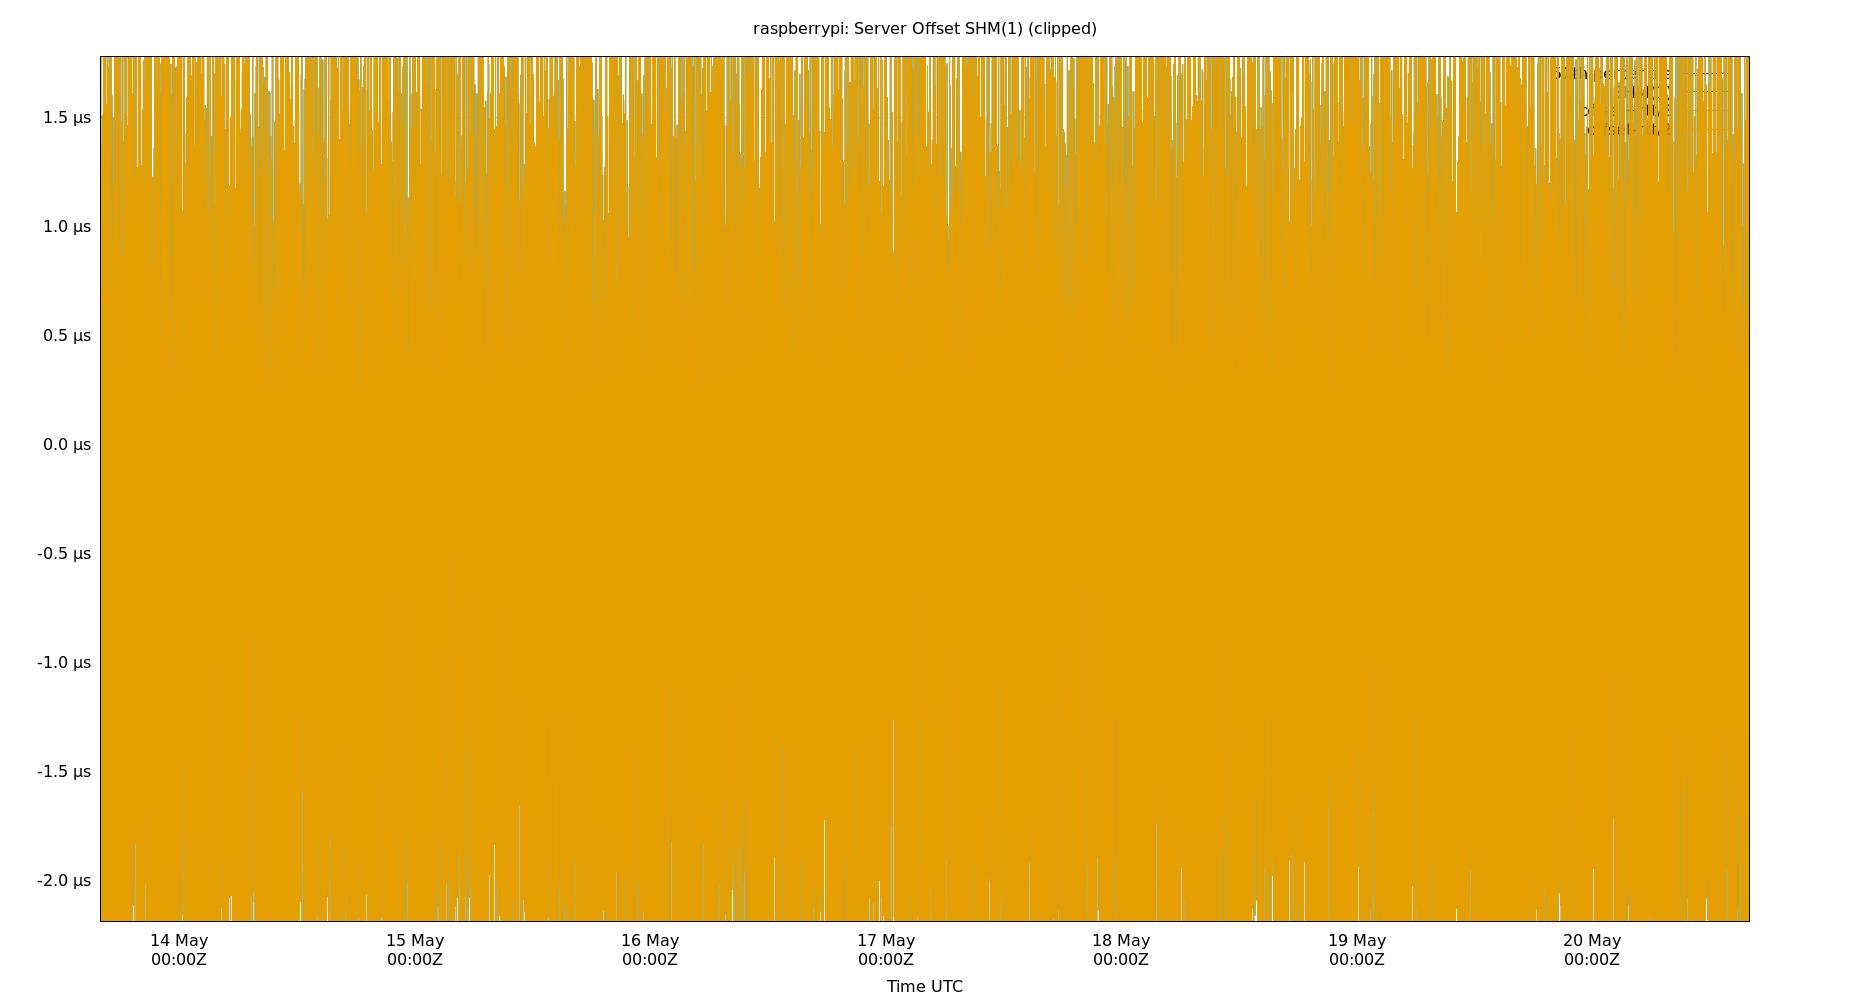 raspberrypi: Server Offset SHM(1) (clipped)
1.5 µs
1.0 µs
0.5 µs
0.0 µs
-0.5 µs
-1.0 µs
-1.5 µs
-2.0 µs
14 May 15 May 16 May 17 May 18 May 19 May 20 May
00:00Z 00:00Z 00:00Z 00:00Z 00:00Z 00:00Z 00:00Z
Time UTC